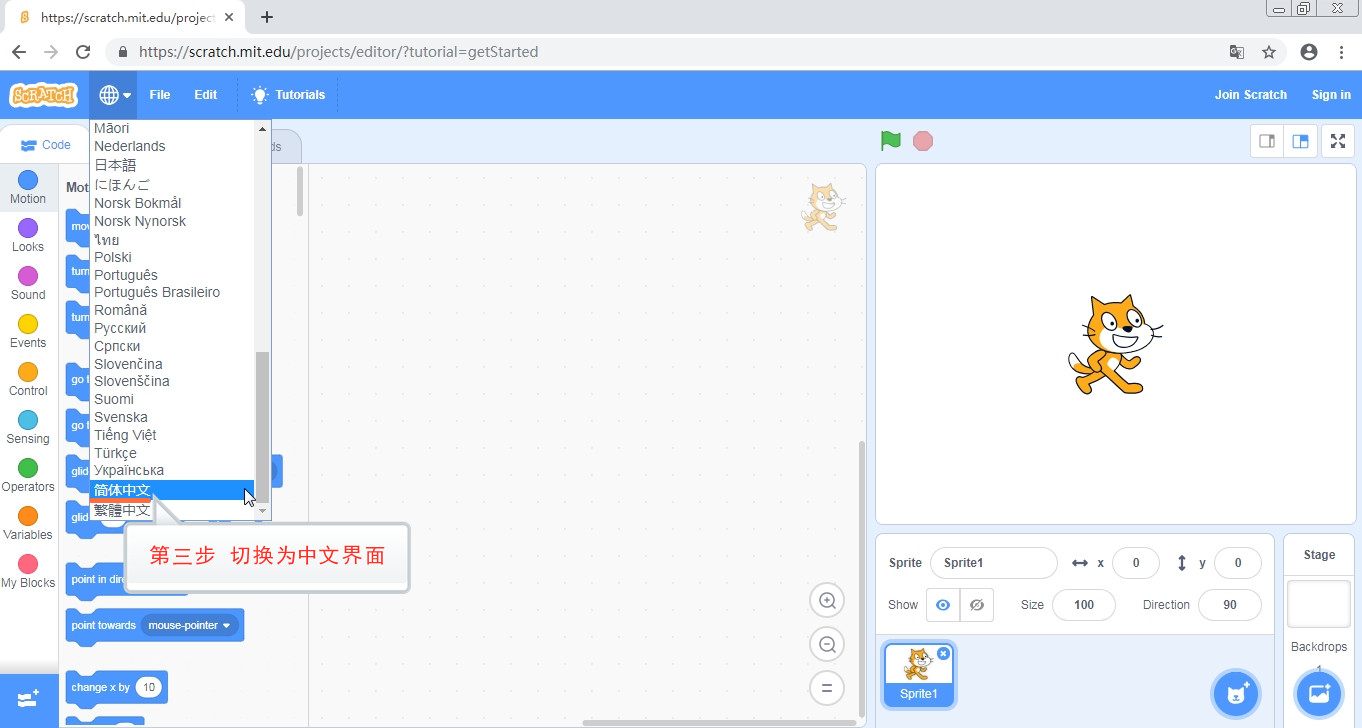 https://scratch.mit.edu/project
https://scratch.mit.edu/projects/editor/?tutorial=getStarted
SCRATCH
File
Edit
Tutorials
Join Scratch
Sign in
Code
ds
Māori
Nederlands
日本語
にほんご
Norsk Bokmål
Norsk Nynorsk
ไทย
Polski
Português
Português Brasileiro
Română
Русский
Српски
Slovenčina
Slovenščina
Suomi
Svenska
Tiếng Việt
Türkçe
Українська
简体中文
繁體中文
第三步 切换为中文界面
Motion
Looks
Sound
Events
Control
Sensing
Operators
Variables
My Blocks
Mot
mov
turn
turn
go t
go t
glid
glid
point in dire
point towards mouse-pointer
change x by 10
Sprite Sprite1 x 0 y 0
Show Size 100 Direction 90
Sprite1
Stage
Backdrops
1